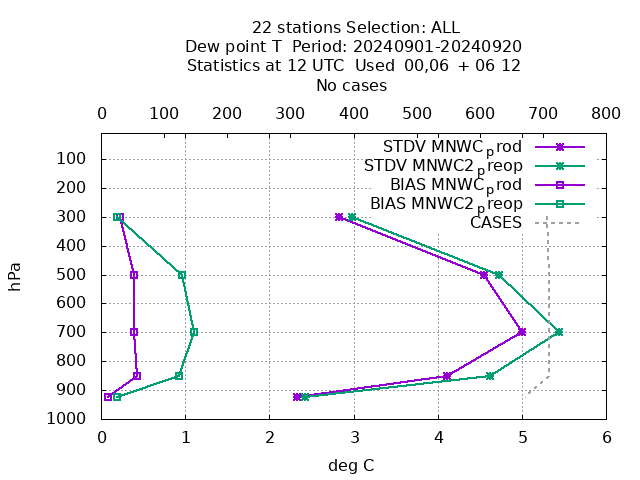 22 stations Selection: ALL
Dew point T  Period: 20240901-20240920
Statistics at 12 UTC  Used  00,06 + 06 12
No cases
0 100 200 300 400 500 600 700 800
STDV MNWC_prod
STDV MNWC2_preop
BIAS MNWC_prod
BIAS MNWC2_preop
CASES
100
200
300
400
500
600
700
800
900
1000
hPa
0 1 2 3 4 5 6
deg C